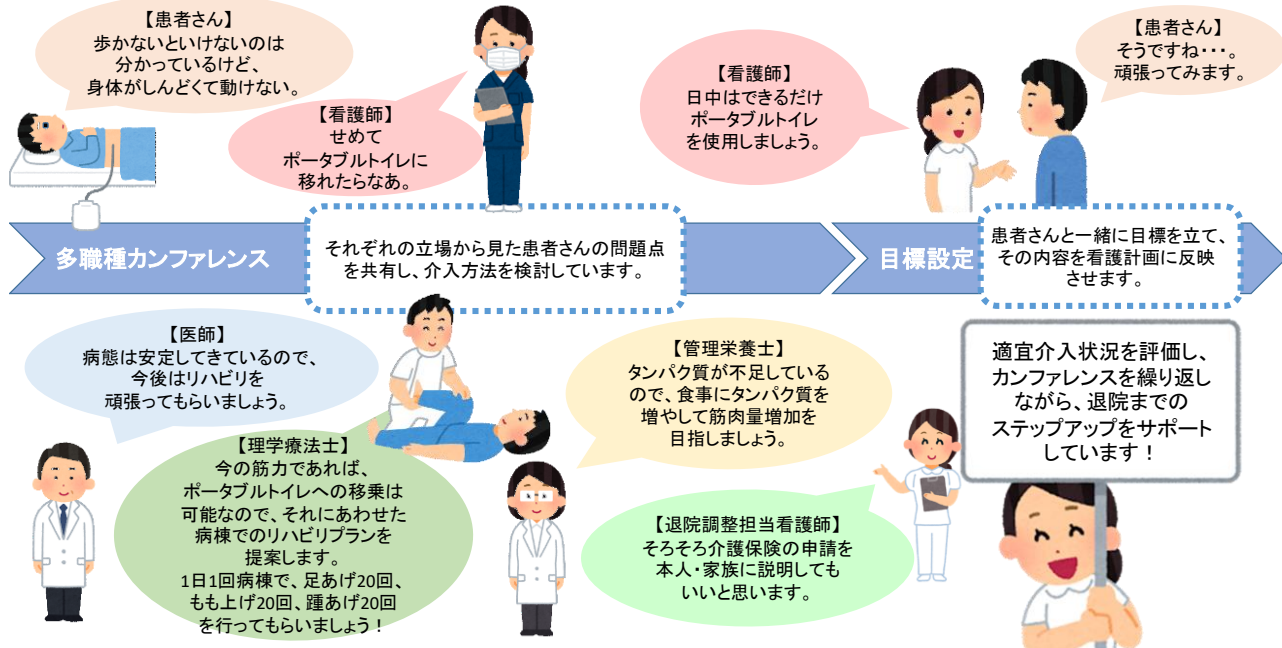 【患者さん】
歩かないといけないのは
分かっているけど、
身体がしんどくて動けない。
【看護師】
せめて
ポータブルトイレに
移れたらなあ。
【看護師】
日中はできるだけ
ポータブルトイレ
を使用しましょう。
【患者さん】
そうですね・・・。
頑張ってみます。
多職種カンファレンス
それぞれの立場から見た患者さんの問題点
を共有し、介入方法を検討しています。
目標設定
患者さんと一緒に目標を立て、
その内容を看護計画に反映
させます。
【医師】
病態は安定してきているので、
今後はリハビリを
頑張ってもらいましょう。
【理学療法士】
今の筋力であれば、
ポータブルトイレへの移乗は
可能なので、それにあわせた
病棟でのリハビリプランを
提案します。
1日1回病棟で、足あげ20回、
もも上げ20回、踵あげ20回
を行ってもらいましょう！
【管理栄養士】
タンパク質が不足している
ので、食事にタンパク質を
増やして筋肉量増加を
目指しましょう。
【退院調整担当看護師】
そろそろ介護保険の申請を
本人・家族に説明しても
いいと思います。
適宜介入状況を評価し、
カンファレンスを繰り返し
ながら、退院までの
ステップアップをサポート
しています！